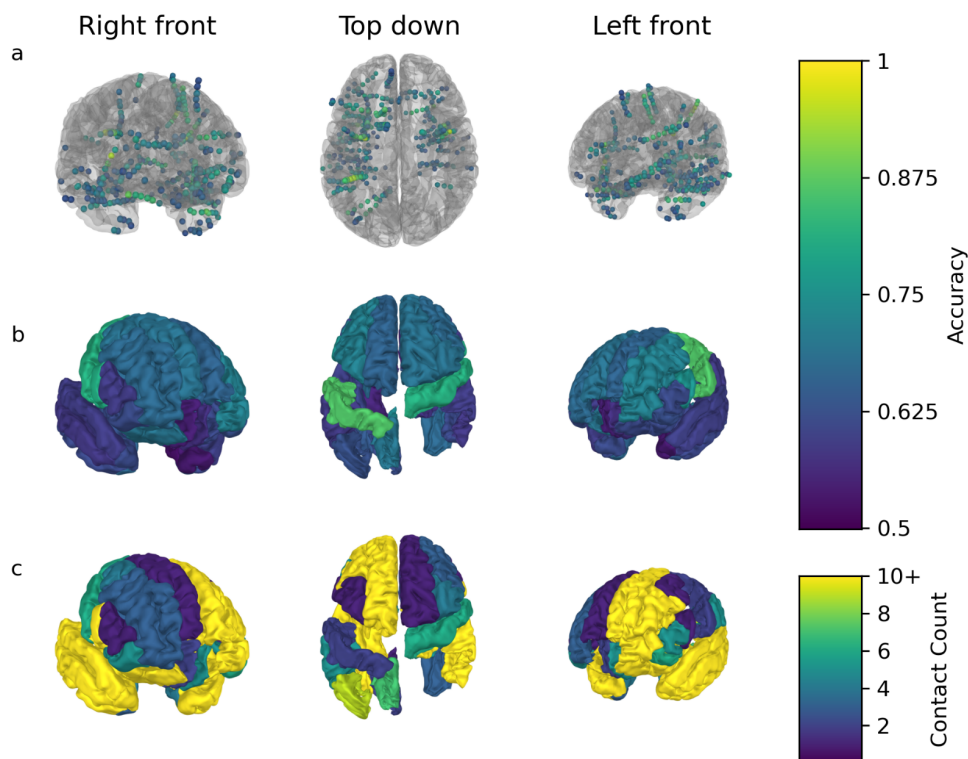 Right front
Top down
Left front
a
b
c
1
0.875
0.75
0.625
0.5
Accuracy
10+
8
6
4
2
Contact Count